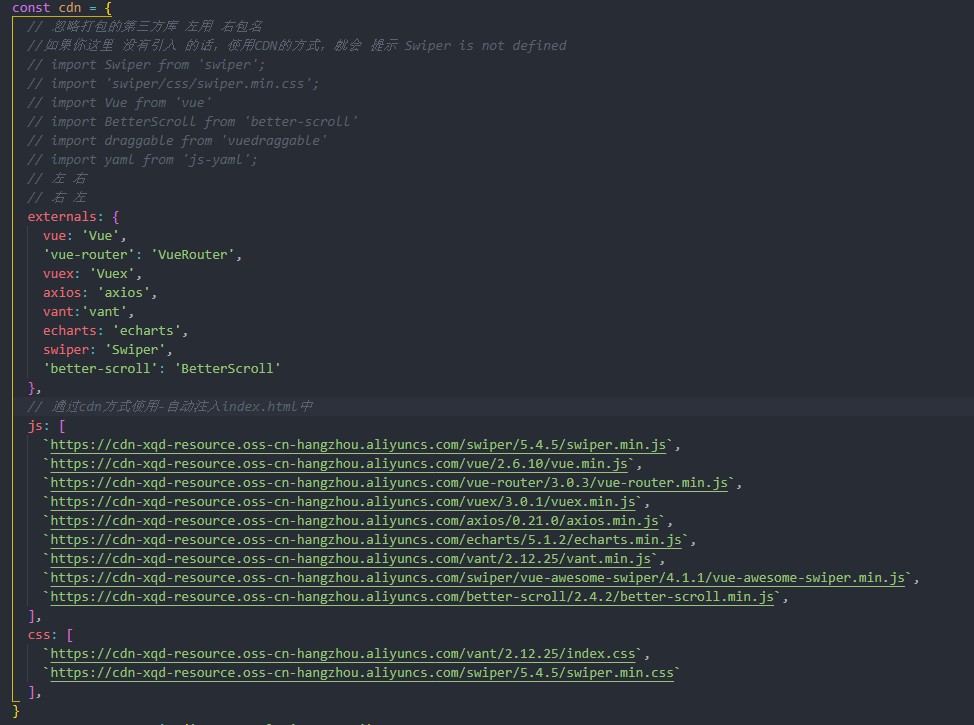 const cdn = {
// 忽略打包的第三方库 左用 右包名
//如果你这里 没有引入 的话，使用CDN的方式，就会 提示 Swiper is not defined
// import Swiper from 'swiper';
// import 'swiper/css/swiper.min.css';
// import Vue from 'vue'
// import BetterScroll from 'better-scroll'
// import draggable from 'vuedraggable'
// import yaml from 'js-yaml';
// 左 右
// 右 左
externals: {
vue: 'Vue',
'vue-router': 'VueRouter',
vuex: 'Vuex',
axios: 'axios',
vant:'vant',
echarts: 'echarts',
swiper: 'Swiper',
'better-scroll': 'BetterScroll'
},
// 通过cdn方式使用-自动注入index.html中
js: [
`https://cdn-xqd-resource.oss-cn-hangzhou.aliyuncs.com/swiper/5.4.5/swiper.min.js`,
`https://cdn-xqd-resource.oss-cn-hangzhou.aliyuncs.com/vue/2.6.10/vue.min.js`,
`https://cdn-xqd-resource.oss-cn-hangzhou.aliyuncs.com/vue-router/3.0.3/vue-router.min.js`,
`https://cdn-xqd-resource.oss-cn-hangzhou.aliyuncs.com/vuex/3.0.1/vuex.min.js`,
`https://cdn-xqd-resource.oss-cn-hangzhou.aliyuncs.com/axios/0.21.0/axios.min.js`,
`https://cdn-xqd-resource.oss-cn-hangzhou.aliyuncs.com/echarts/5.1.2/echarts.min.js`,
`https://cdn-xqd-resource.oss-cn-hangzhou.aliyuncs.com/vant/2.12.25/vant.min.js`,
`https://cdn-xqd-resource.oss-cn-hangzhou.aliyuncs.com/swiper/vue-awesome-swiper/4.1.1/vue-awesome-swiper.min.js`,
`https://cdn-xqd-resource.oss-cn-hangzhou.aliyuncs.com/better-scroll/2.4.2/better-scroll.min.js`,
],
css: [
`https://cdn-xqd-resource.oss-cn-hangzhou.aliyuncs.com/vant/2.12.25/index.css`,
`https://cdn-xqd-resource.oss-cn-hangzhou.aliyuncs.com/swiper/5.4.5/swiper.min.css`
],
}